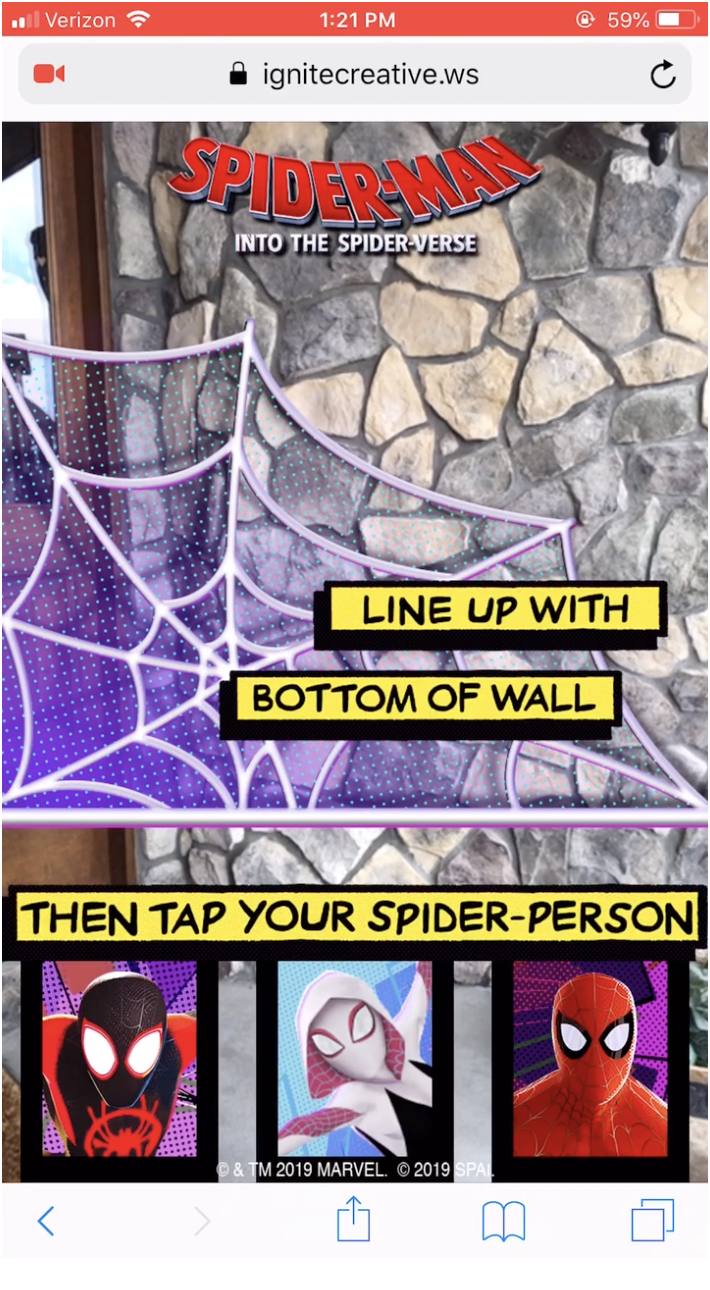 Verizon 1:21 PM 59%
ignitecreative.ws
SPIDER-MAN
INTO THE SPIDER-VERSE
LINE UP WITH
BOTTOM OF WALL
THEN TAP YOUR SPIDER-PERSON
© & TM 2019 MARVEL. © 2019 SPAI